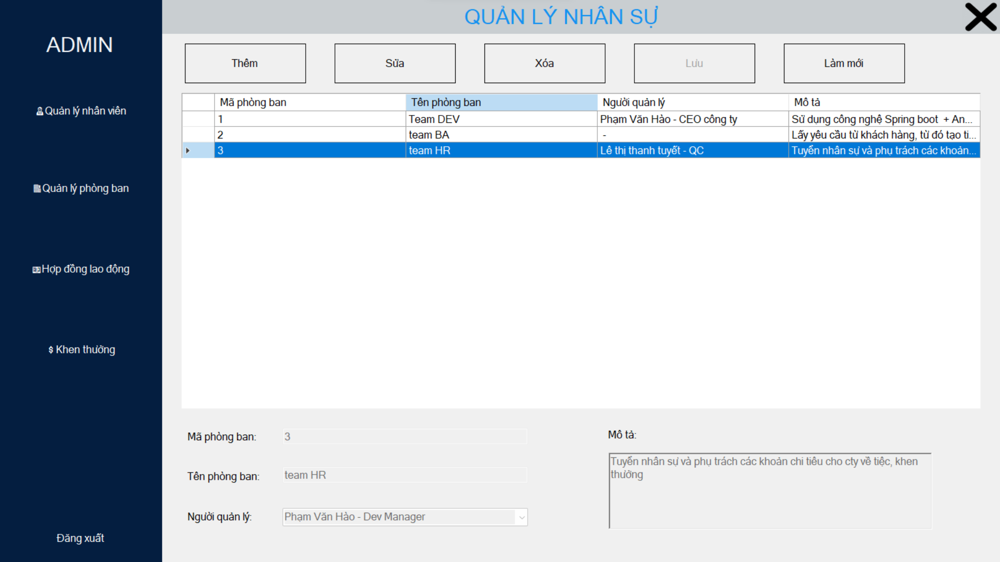 ADMIN
Quản lý nhân viên
Quản lý phòng ban
Hợp đồng lao động
$ Khen thưởng
Đăng xuất
QUẢN LÝ NHÂN SỰ
Thêm Sửa Xóa Lưu Làm mới
Mã phòng ban Tên phòng ban Người quản lý Mô tả
1 Team DEV Phạm Văn Hào - CEO công ty Sử dụng công nghệ Spring boot + An...
2 team BA - Lấy yêu cầu từ khách hàng, từ đó tạo ti...
3 team HR Lê thị thanh tuyết - QC Tuyển nhân sự và phụ trách các khoản...
Mã phòng ban: 3
Tên phòng ban: team HR
Người quản lý: Phạm Văn Hào - Dev Manager
Mô tả:
Tuyển nhân sự và phụ trách các khoản chi tiêu cho cty về tiệc, khen
thưởng